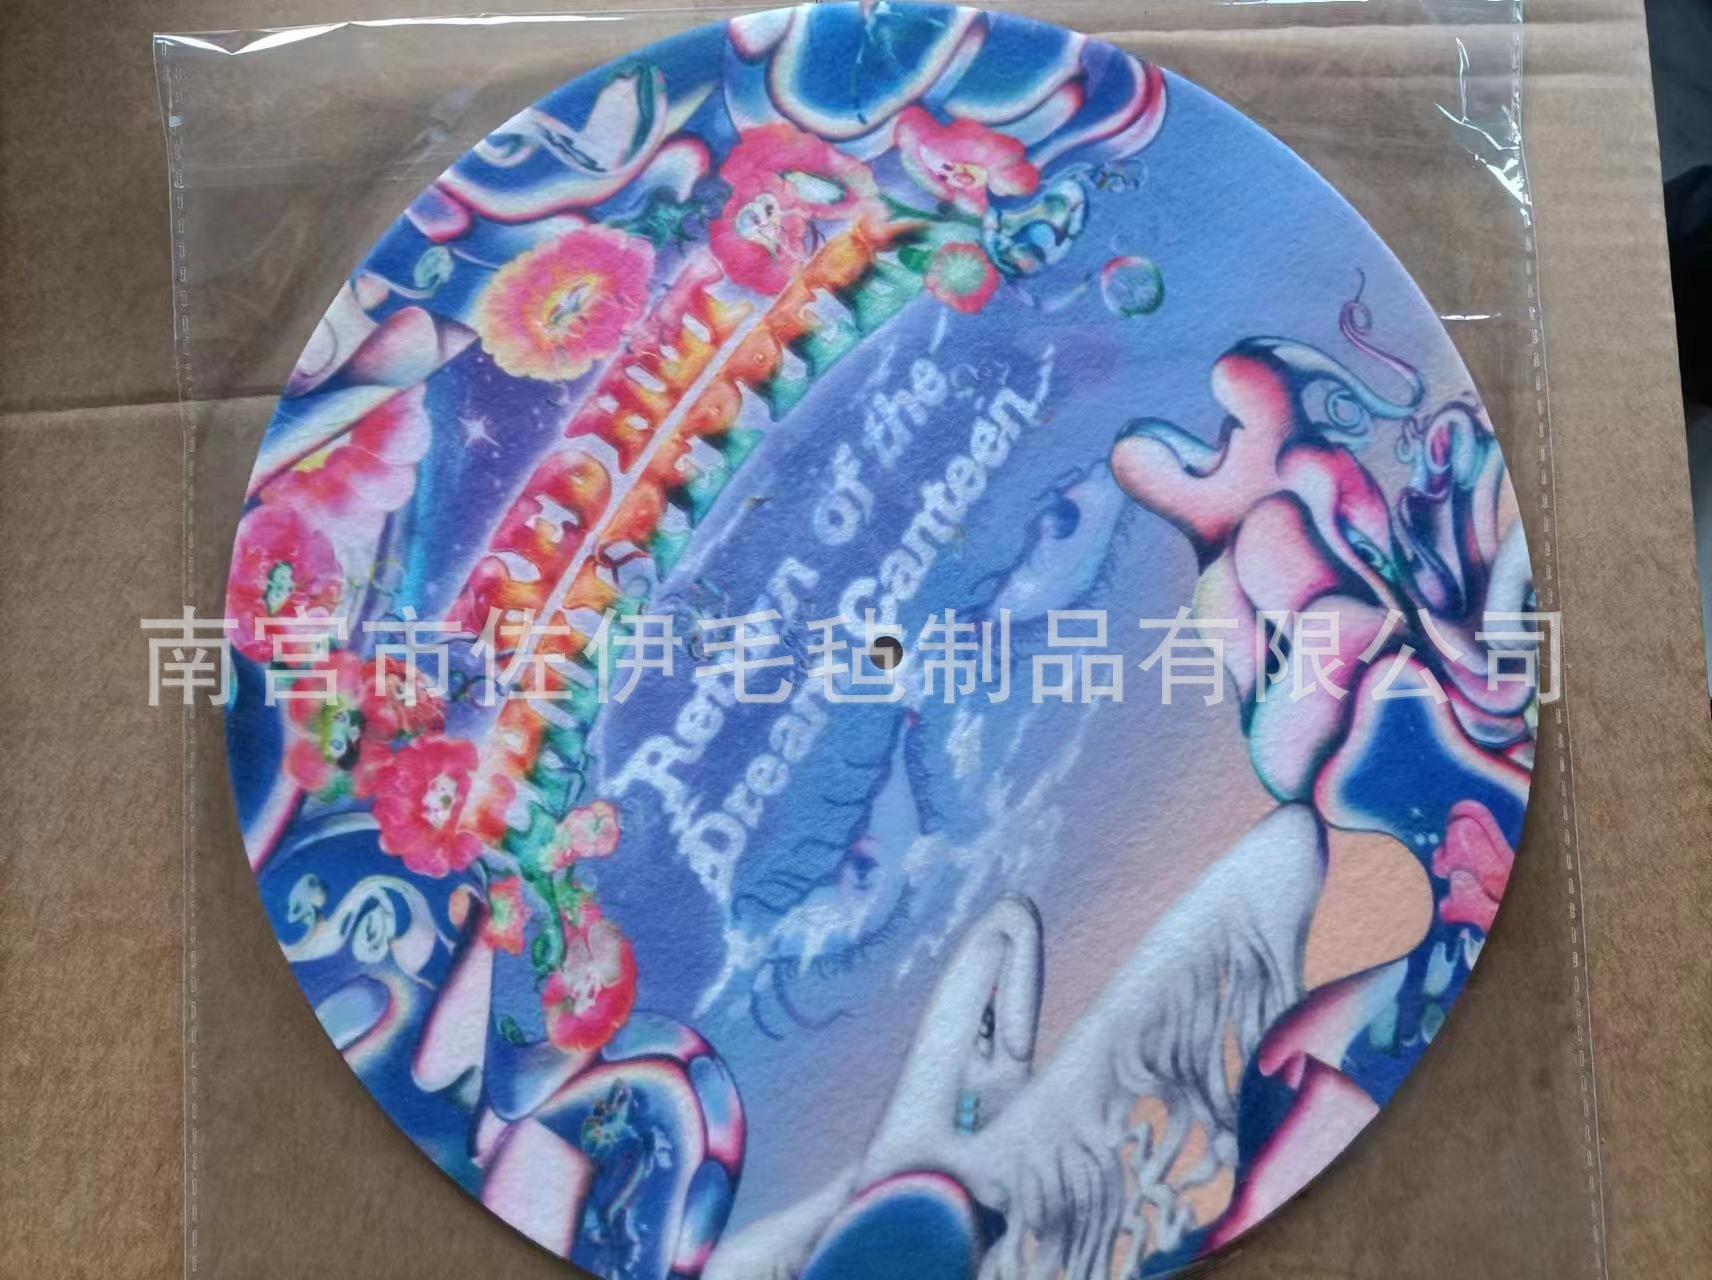 Return of the
Dream Canteen
南宫市佐伊毛毡制品有限公司